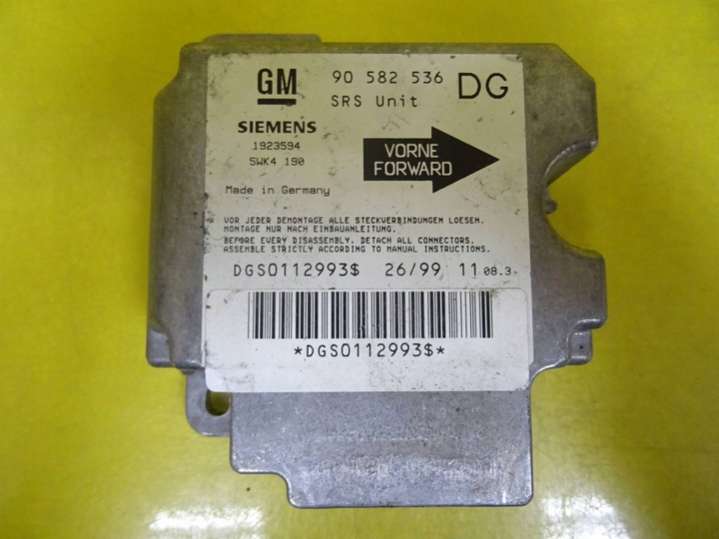 GM 90 582 536 DG
SRS Unit
SIEMENS
1923594
5WK4 190
VORNE
FORWARD
Made in Germany
VOR JEDER DEMONTAGE ALLE STECKVERBINDUNGEN LOESEN.
MONTAGE NUR NACH EINBAUANLEITUNG.
BEFORE EVERY DISASSEMBLY. DETACH ALL CONNECTORS.
ASSEMBLE STRICTLY ACCORDING TO MANUAL INSTRUCTIONS.
DGS0112993$ 26/99 11 08.3
*DGS0112993$*